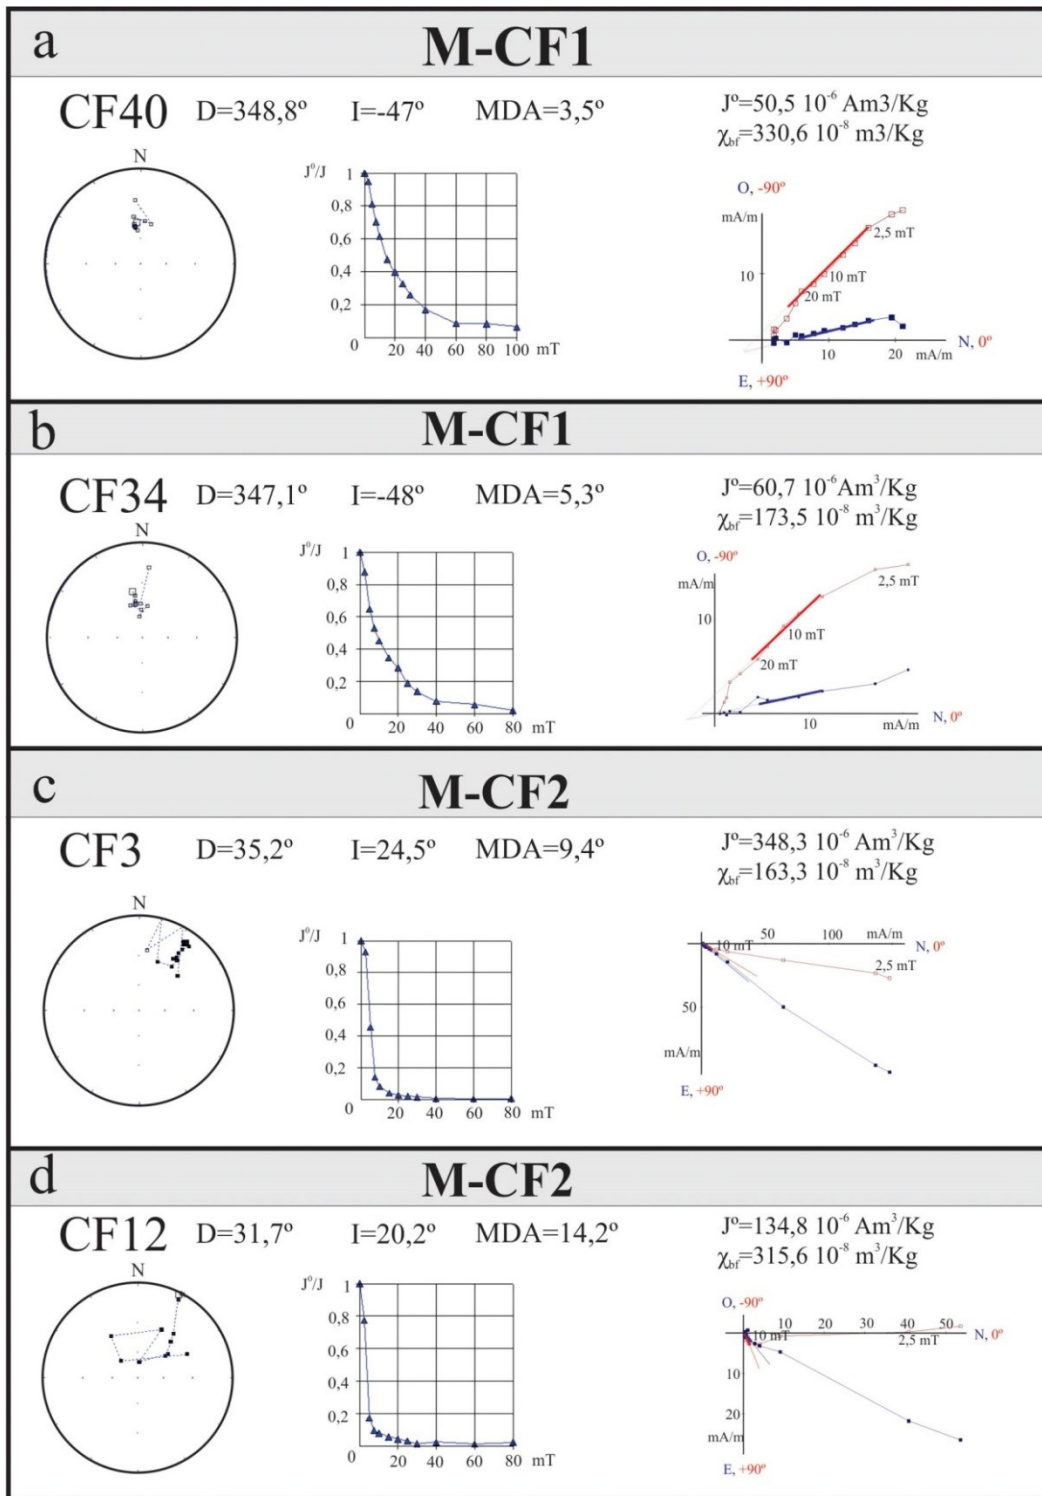 a
M-CF1
CF40 D=348,8º I=-47º MDA=3,5º
Jº=50,5 10⁻⁶ Am3/Kg
χbf=330,6 10⁻⁸ m3/Kg
N
J⁰/J
1
0,8
0,6
0,4
0,2
0
20 40 60 80 100 mT
O, -90º
mA/m
2,5 mT
10
10 mT
20 mT
10 20 mA/m
N, 0º
E, +90º
b
M-CF1
CF34 D=347,1º I=-48º MDA=5,3º
Jº=60,7 10⁻⁶Am³/Kg
χbf=173,5 10⁻⁸ m³/Kg
N
J⁰/J
1
0,8
0,6
0,4
0,2
0
20 40 60 80 mT
O, -90º
mA/m
2,5 mT
10
10 mT
20 mT
10 mA/m
N, 0º
c
M-CF2
CF3 D=35,2º I=24,5º MDA=9,4º
Jº=348,3 10⁻⁶ Am³/Kg
χbf=163,3 10⁻⁸ m³/Kg
N
J⁰/J
1
0,8
0,6
0,4
0,2
0
20 40 60 80 mT
50 100 mA/m
N, 0º
10 mT
2,5 mT
50
mA/m
E, +90º
d
M-CF2
CF12 D=31,7º I=20,2º MDA=14,2º
Jº=134,8 10⁻⁶ Am³/Kg
χbf=315,6 10⁻⁸ m³/Kg
N
J⁰/J
1
0,8
0,6
0,4
0,2
0
20 40 60 80 mT
O, -90º
10 20 30 40 50
N, 0º
10 mT
2,5 mT
10
20
mA/m
E, +90º